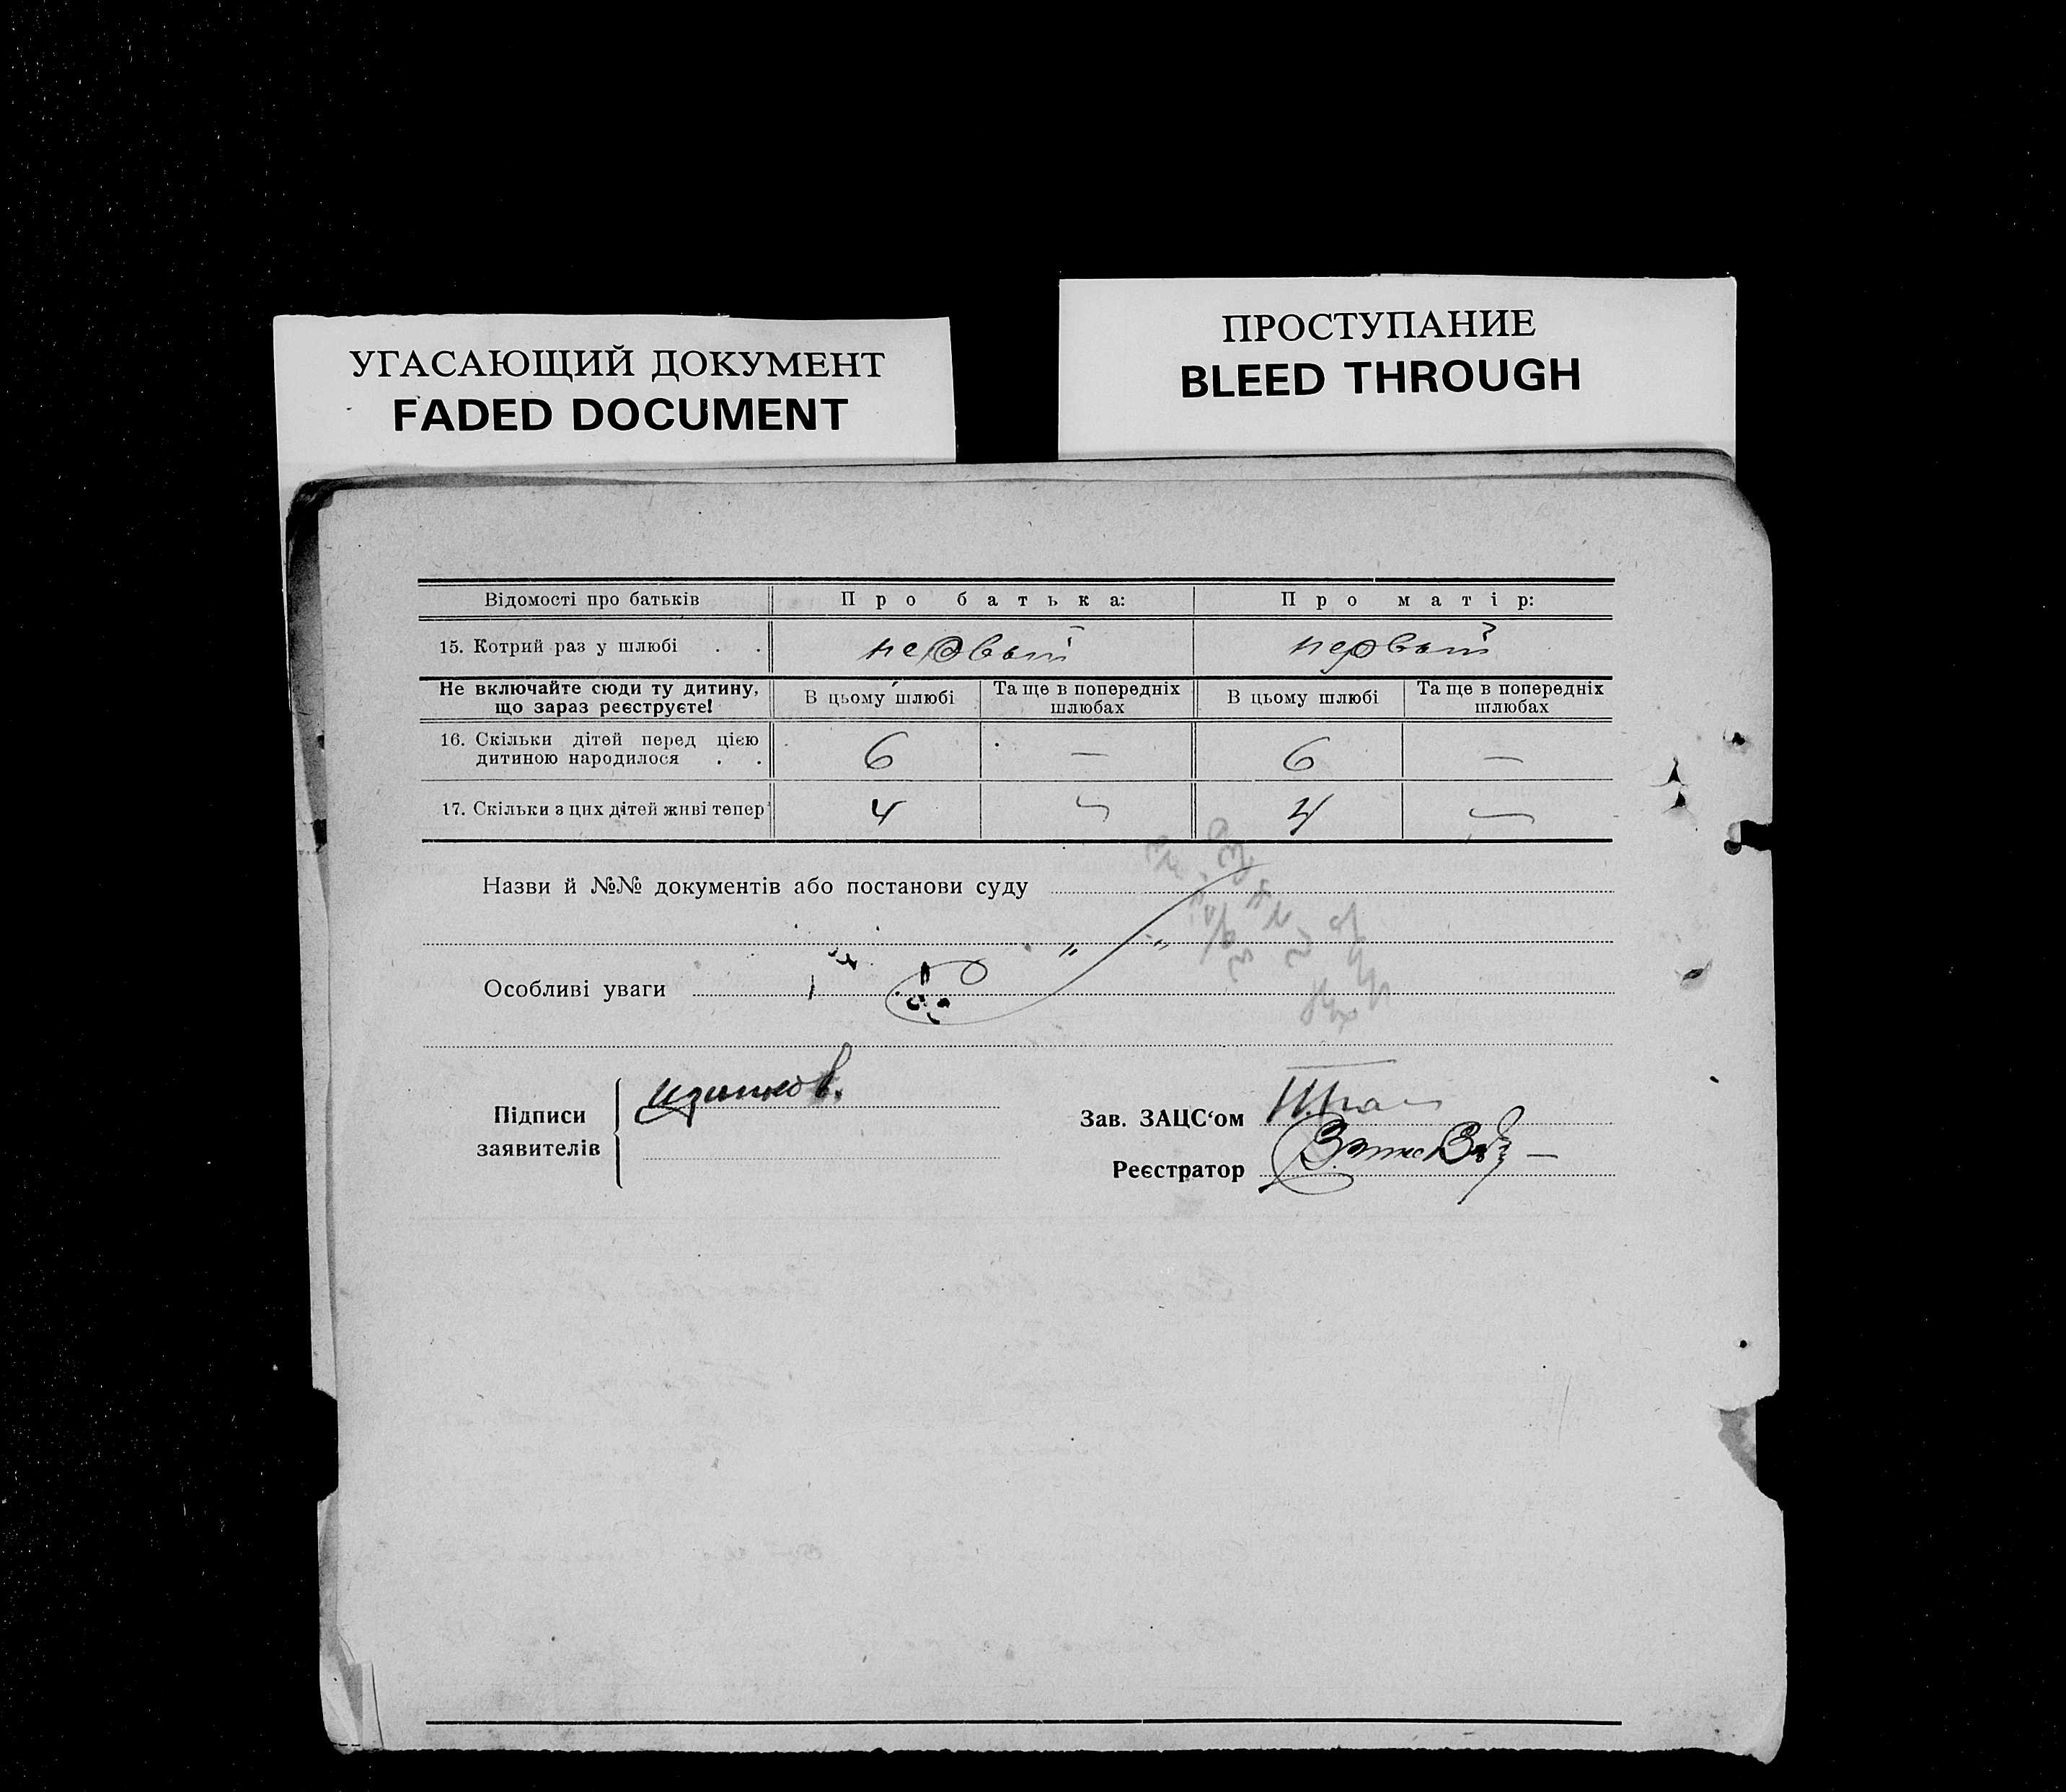 УГАСАЮЩИЙ ДОКУМЕНТ
FADED DOCUMENT
ПРОСТУПАНИЕ
BLEED THROUGH
Відомості про батьків Про батька: Про матір:
15. Котрий раз у шлюбі . . первый первый
Не включайте сюди ту дитину, що зараз реєструєте! В цьому шлюбі Та ще в попередніх шлюбах В цьому шлюбі Та ще в попередніх шлюбах
16. Скільки дітей перед цією дитиною народилося . . 6 — 6 —
17. Скільки з цих дітей живі тепер 4 — 4 —
Назви й №№ документів або постанови суду
" "
Особливі уваги
Підписи заявителів
Зав. ЗАЦС‘ом
Реєстратор